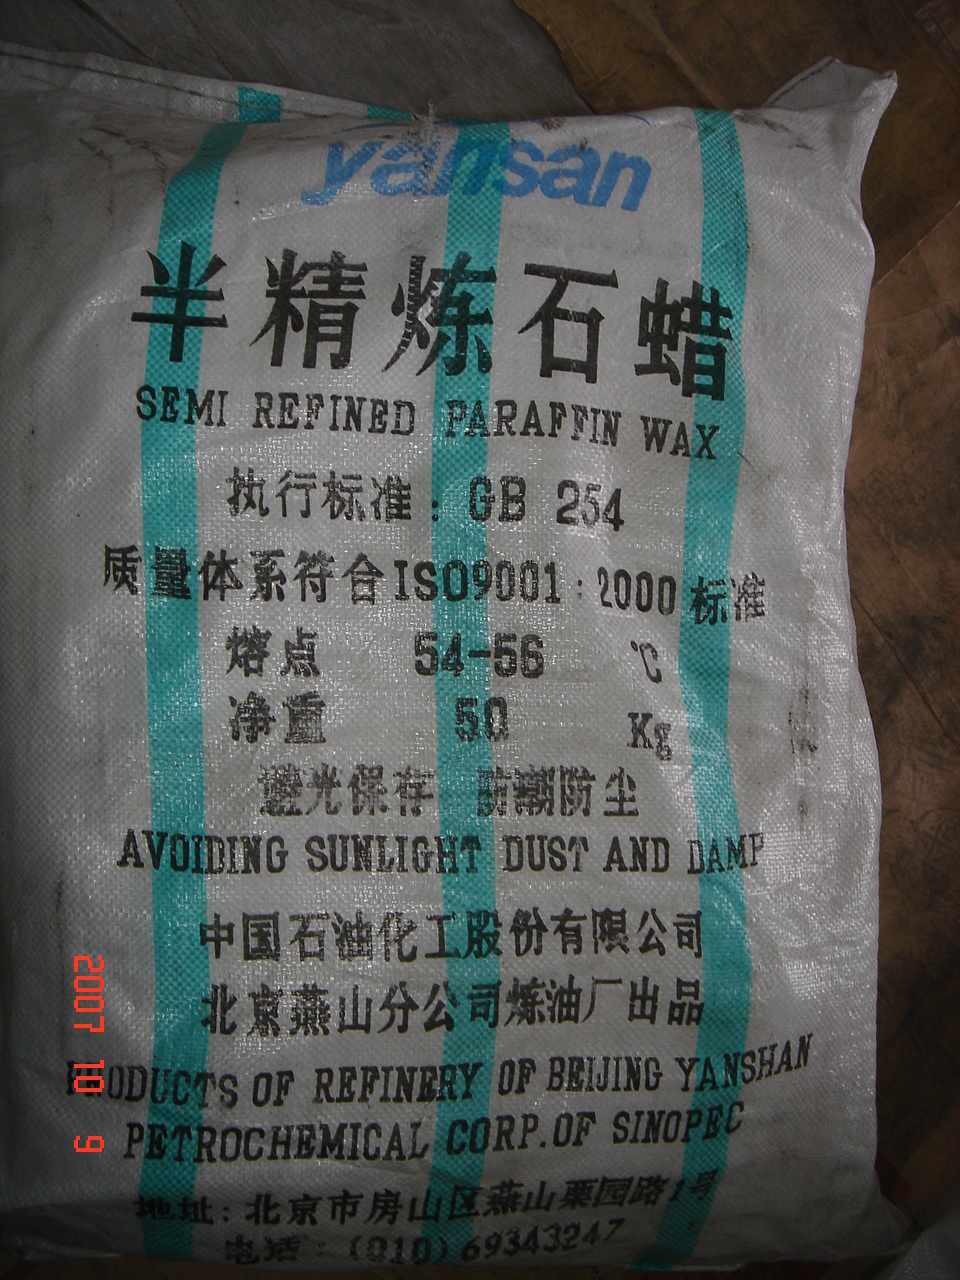 yansan
半精炼石蜡
SEMI REFINED PARAFFIN WAX
执行标准：GB 254
质量体系符合ISO9001：2000标准
熔点 54-56 ℃
净重 50 Kg
避光保存 防潮防尘
AVOIDING SUNLIGHT DUST AND DAMP
中国石油化工股份有限公司
北京燕山分公司炼油厂出品
PRODUCTS OF REFINERY OF BEIJING YANSHAN
PETROCHEMICAL CORP.OF SINOPEC
地址：北京市房山区燕山栗园路1号
电话：(010)69343247
2007 10 9